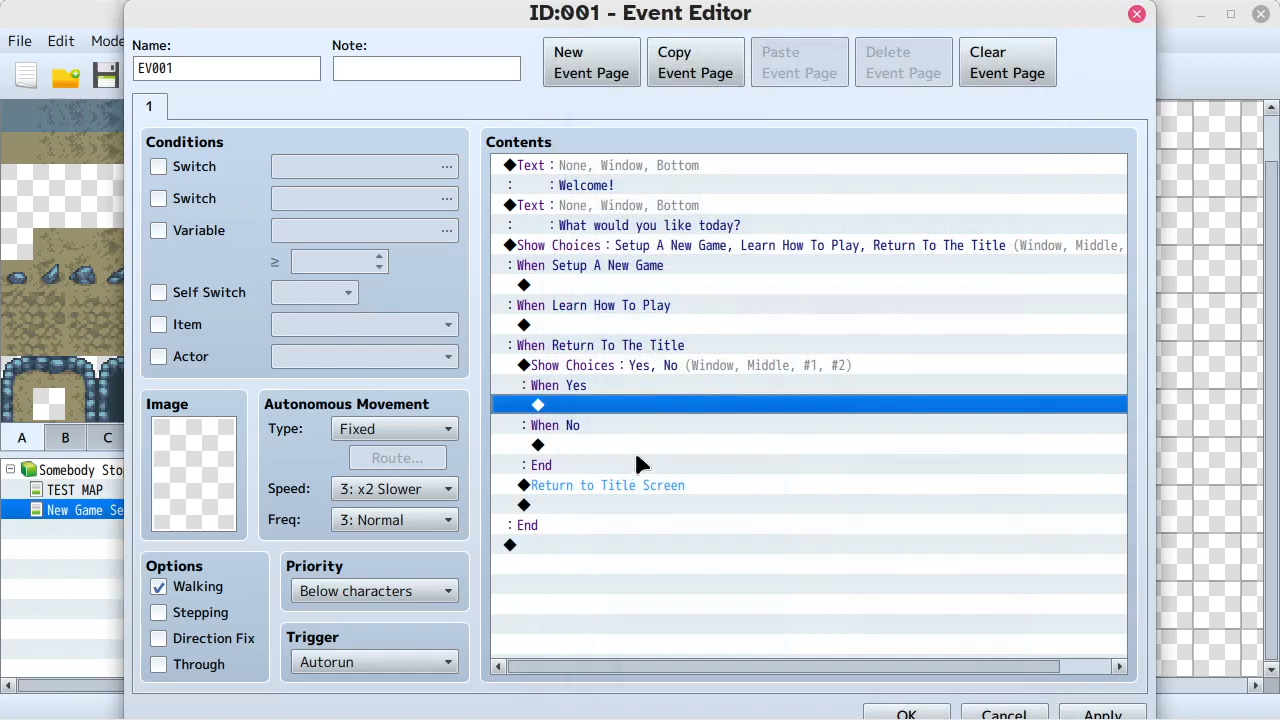 ID:001 - Event Editor
File Edit Mode
Name:
EV001
Note:
New
Event Page
Copy
Event Page
Paste
Event Page
Delete
Event Page
Clear
Event Page
1
Conditions
Switch ...
Switch ...
Variable ...
≥
Self Switch
Item
Actor
Image
Autonomous Movement
Type: Fixed
Route...
Speed: 3: x2 Slower
Freq: 3: Normal
Options
Walking
Stepping
Direction Fix
Through
Priority
Below characters
Trigger
Autorun
Contents
◆Text：None, Window, Bottom
：　　：Welcome!
◆Text：None, Window, Bottom
：　　：What would you like today?
◆Show Choices：Setup A New Game, Learn How To Play, Return To The Title (Window, Middle,
：When Setup A New Game
◆
：When Learn How To Play
◆
：When Return To The Title
◆Show Choices：Yes, No (Window, Middle, #1, #2)
：When Yes
◆
：When No
◆
：End
◆Return to Title Screen
◆
：End
◆
A B C
Somebody Sto
TEST MAP
New Game Se
OK Cancel Apply